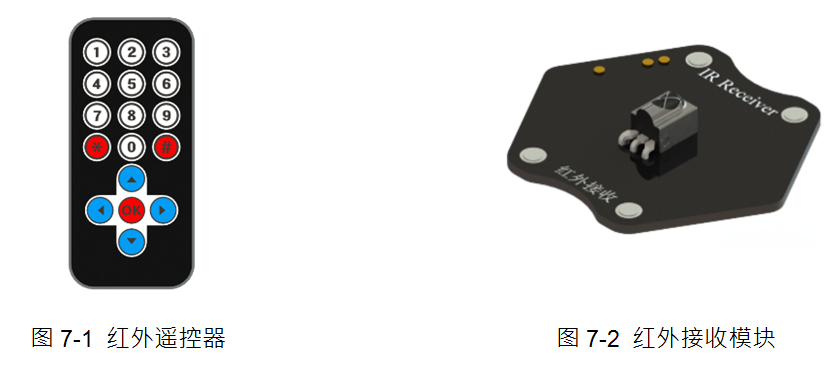 1 2 3
4 5 6
7 8 9
* 0 #
OK
IR Receiver
红外接收
图 7-1 红外遥控器
图 7-2 红外接收模块